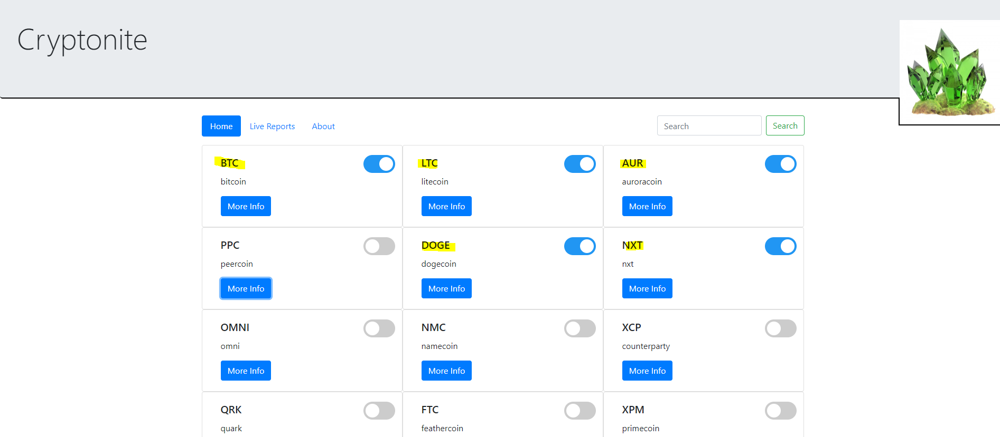 Cryptonite
Home Live Reports About Search Search
BTC LTC AUR
bitcoin litecoin auroracoin
More Info More Info More Info
PPC DOGE NXT
peercoin dogecoin nxt
More Info More Info More Info
OMNI NMC XCP
omni namecoin counterparty
More Info More Info More Info
QRK FTC XPM
quark feathercoin primecoin